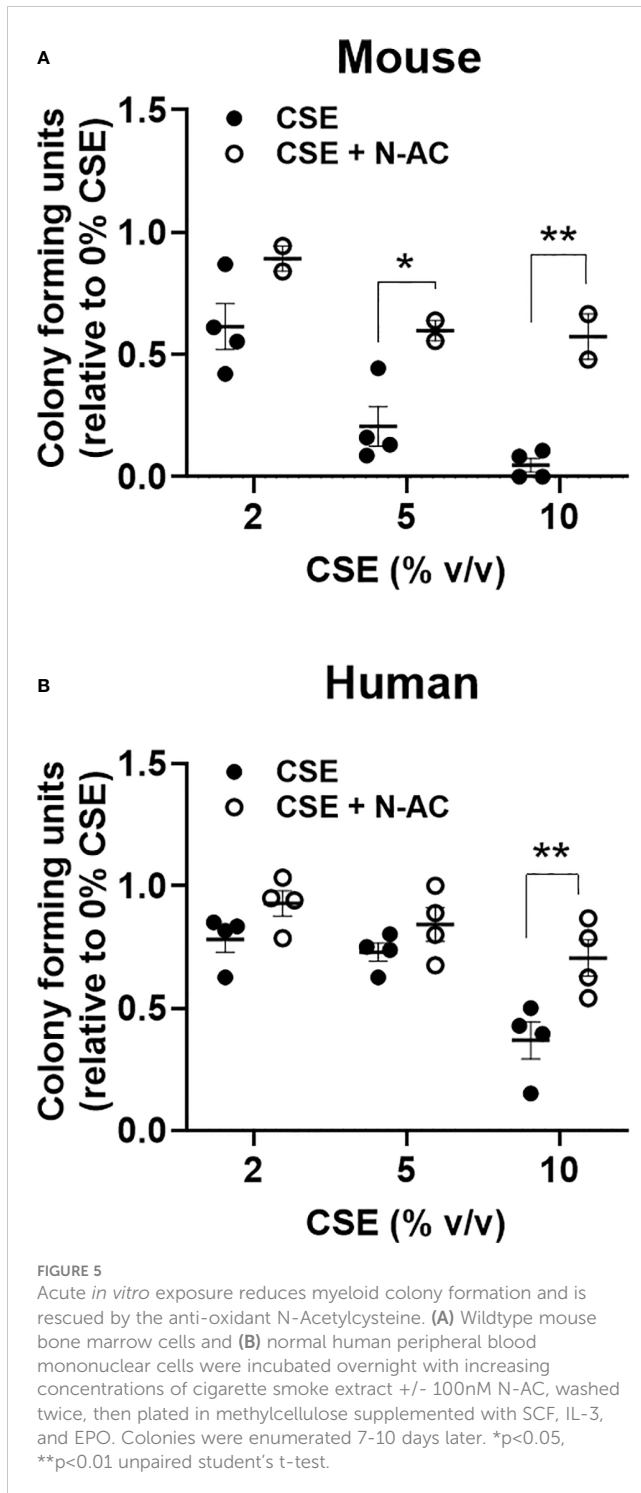 A
Mouse
Colony forming units
(relative to 0% CSE)
1.5
1.0
0.5
0.0
CSE
CSE + N-AC
*
**
2 5 10
CSE (% v/v)
B
Human
Colony forming units
(relative to 0% CSE)
1.5
1.0
0.5
0.0
CSE
CSE + N-AC
**
2 5 10
CSE (% v/v)
FIGURE 5
Acute in vitro exposure reduces myeloid colony formation and is
rescued by the anti-oxidant N-Acetylcysteine. (A) Wildtype mouse
bone marrow cells and (B) normal human peripheral blood
mononuclear cells were incubated overnight with increasing
concentrations of cigarette smoke extract +/- 100nM N-AC, washed
twice, then plated in methylcellulose supplemented with SCF, IL-3,
and EPO. Colonies were enumerated 7-10 days later. *p<0.05,
**p<0.01 unpaired student's t-test.